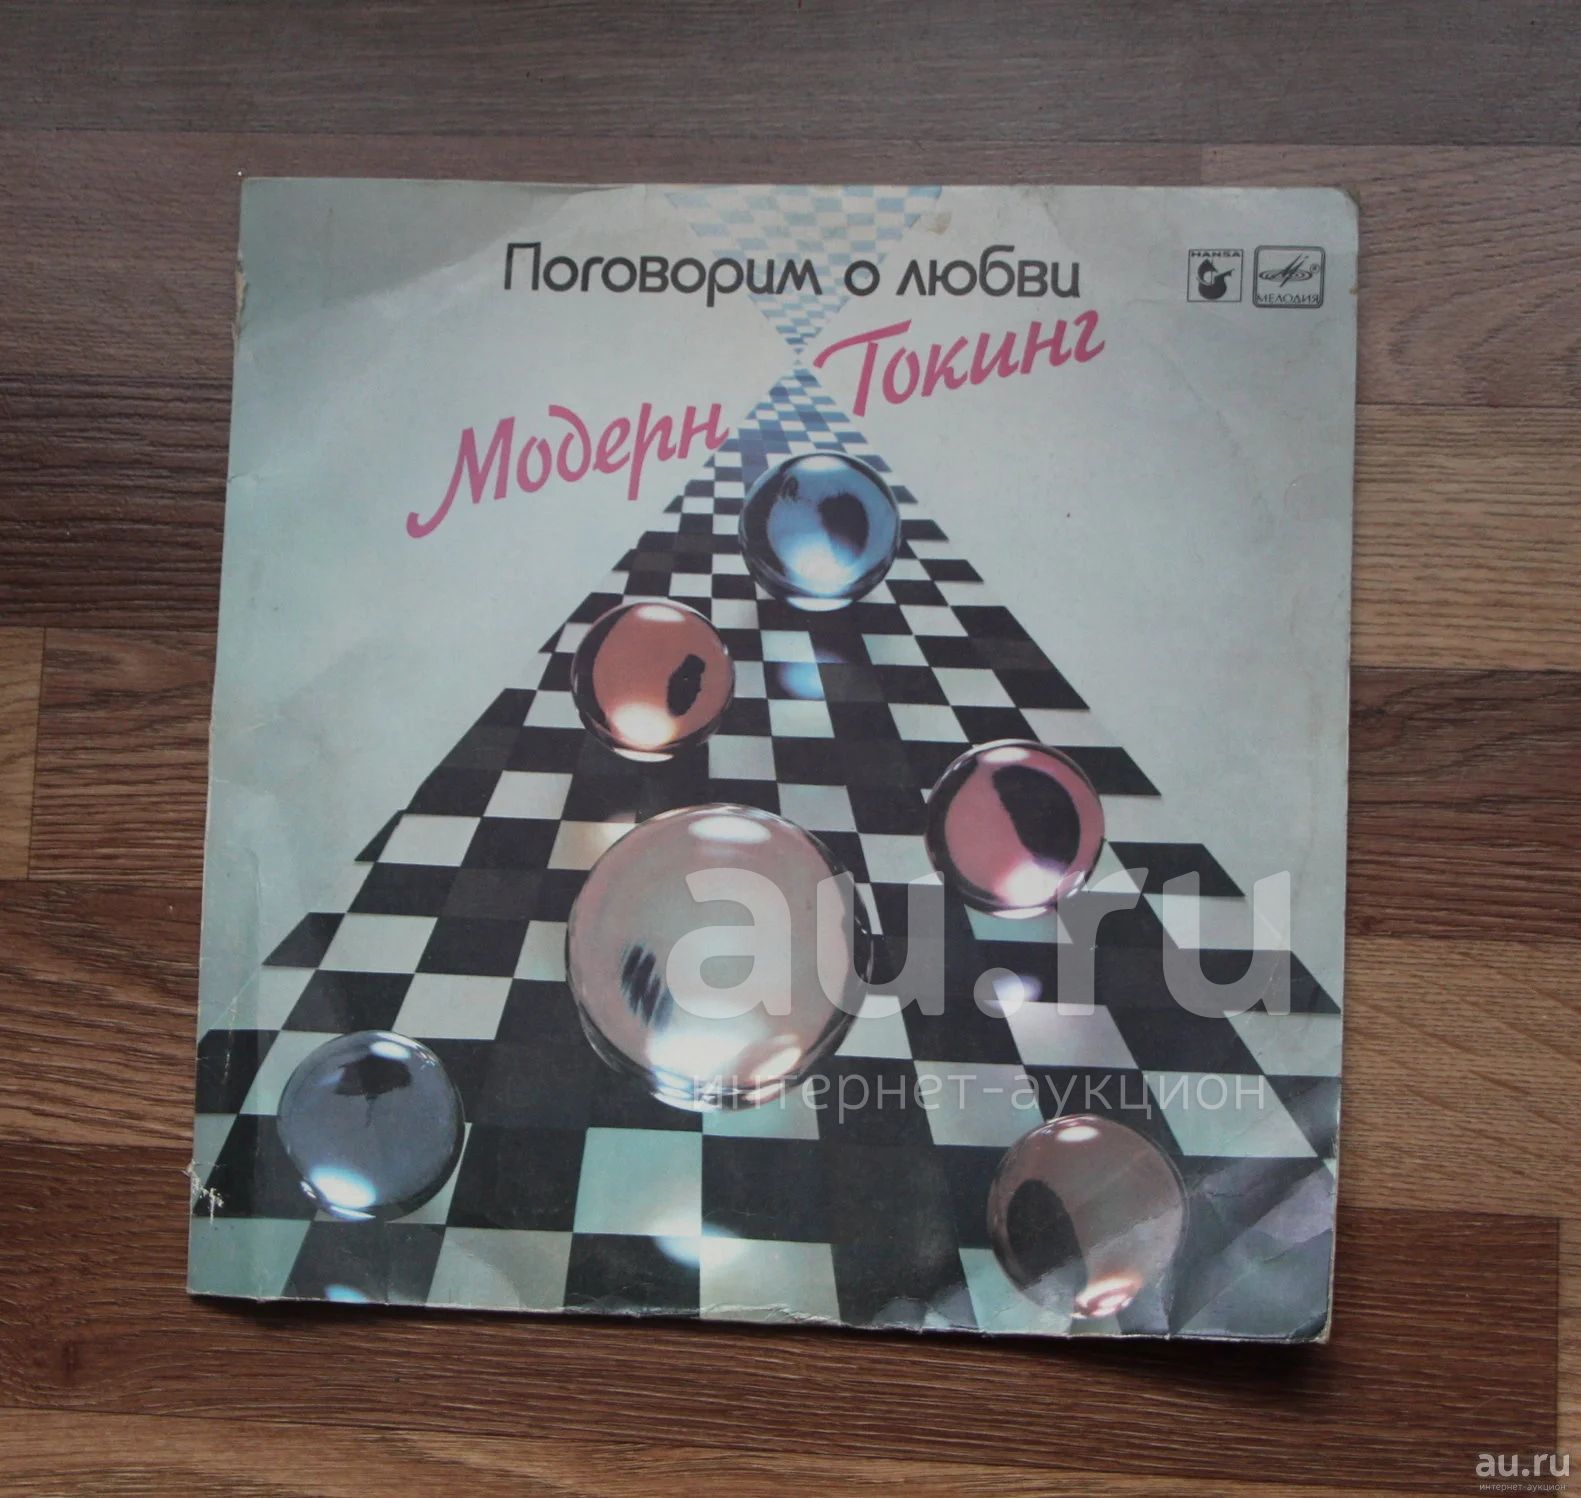 Поговорим о любви
HANSA
МЕЛОДИЯ
Модерн Токинг
au.ru
интернет-аукцион
au.ru
интернет-аукцион